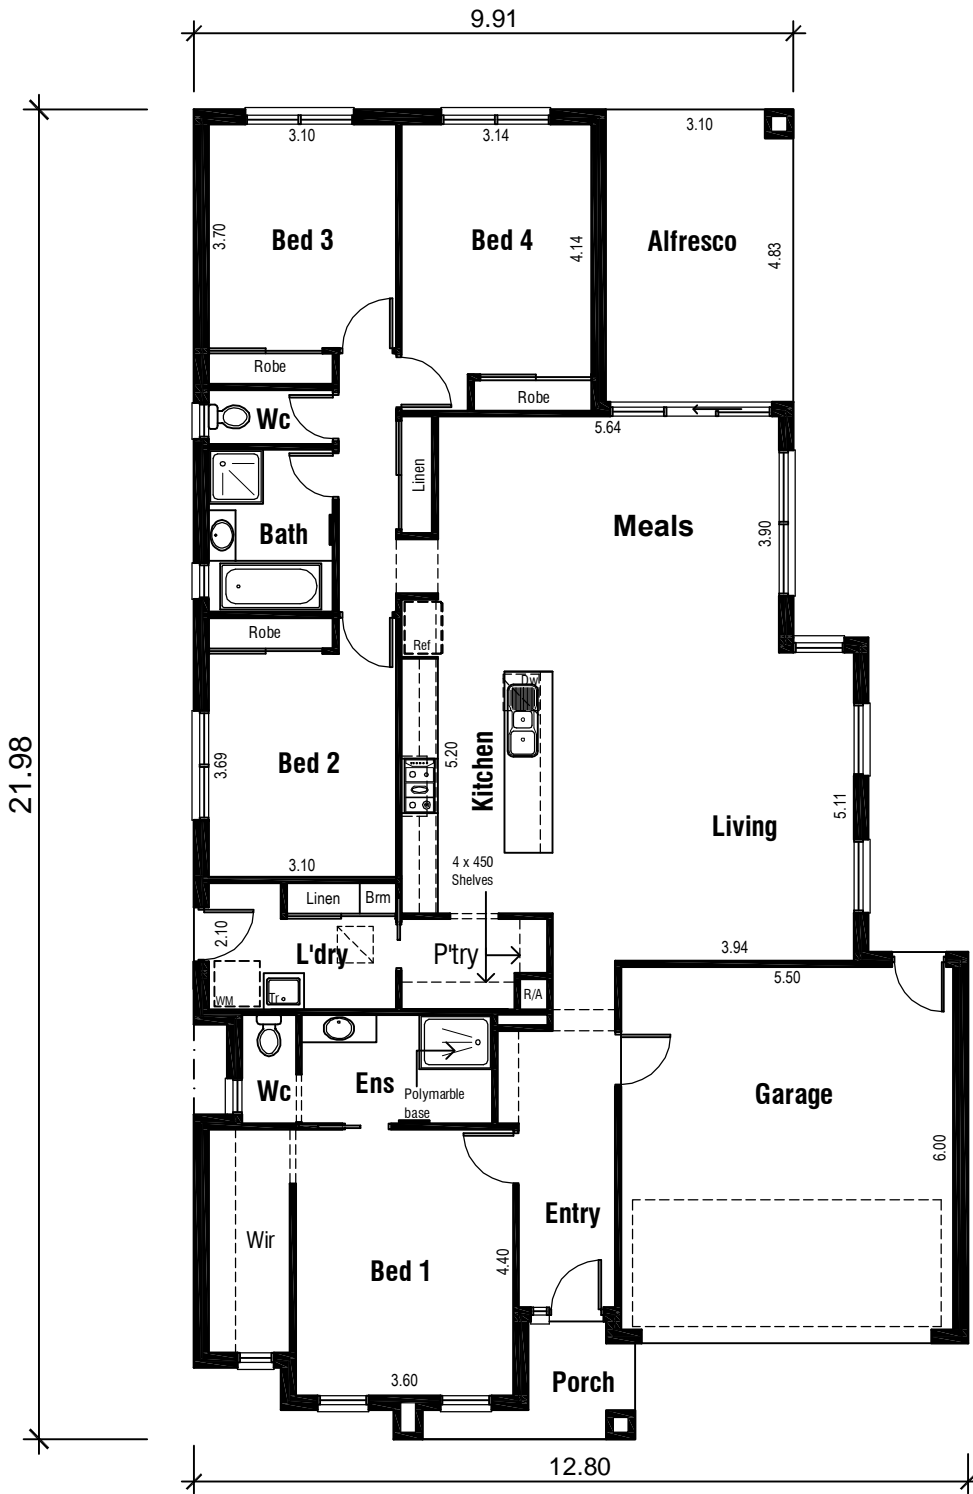 9.91
3.10
3.14
3.10
3.70
Bed 3
Bed 4
4.14
Alfresco
4.83
Robe
Robe
Wc
5.64
Linen
Bath
Meals
3.90
Robe
Ref
Dw
21.98
3.69
Bed 2
5.20
Kitchen
5.11
Living
3.10
4 x 450
Shelves
Linen
Brm
2.10
L'dry
P'try
3.94
5.50
WM
Tr
R/A
Wc
Ens
Polymarble
base
Garage
6.00
Entry
Wir
Bed 1
4.40
3.60
Porch
12.80